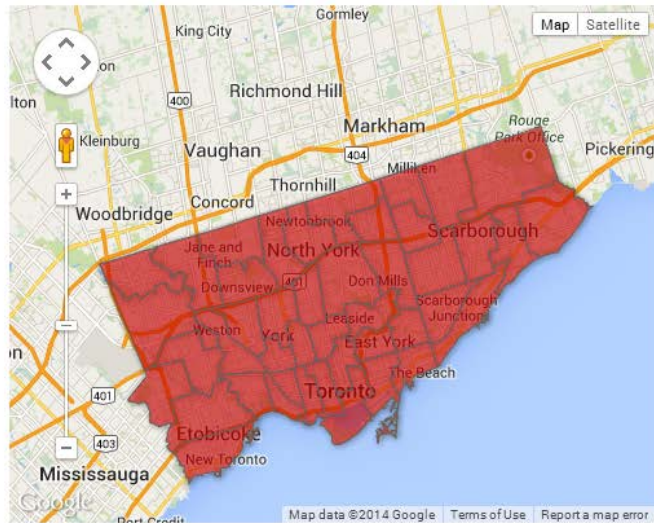 Gormley
King City
Map
Satellite
on
lton
Richmond Hill
400
Rouge
Park Office
Markham
Kleinburg
404
Pickering
Vaughan
Milliken
Thornhill
Concord
Woodbridge
Newtonbrook
Scarborough
Jane and
Finch
North York
401
Don Mills
Downsview
Scarborough
Junction
Leaside
Weston
York
East York
on
The Beach
401
Toronto
Etobicoke
403
New Toronto
Mississauga
Google
Port Credit
Map data ©2014 Google
Terms of Use
Report a map error